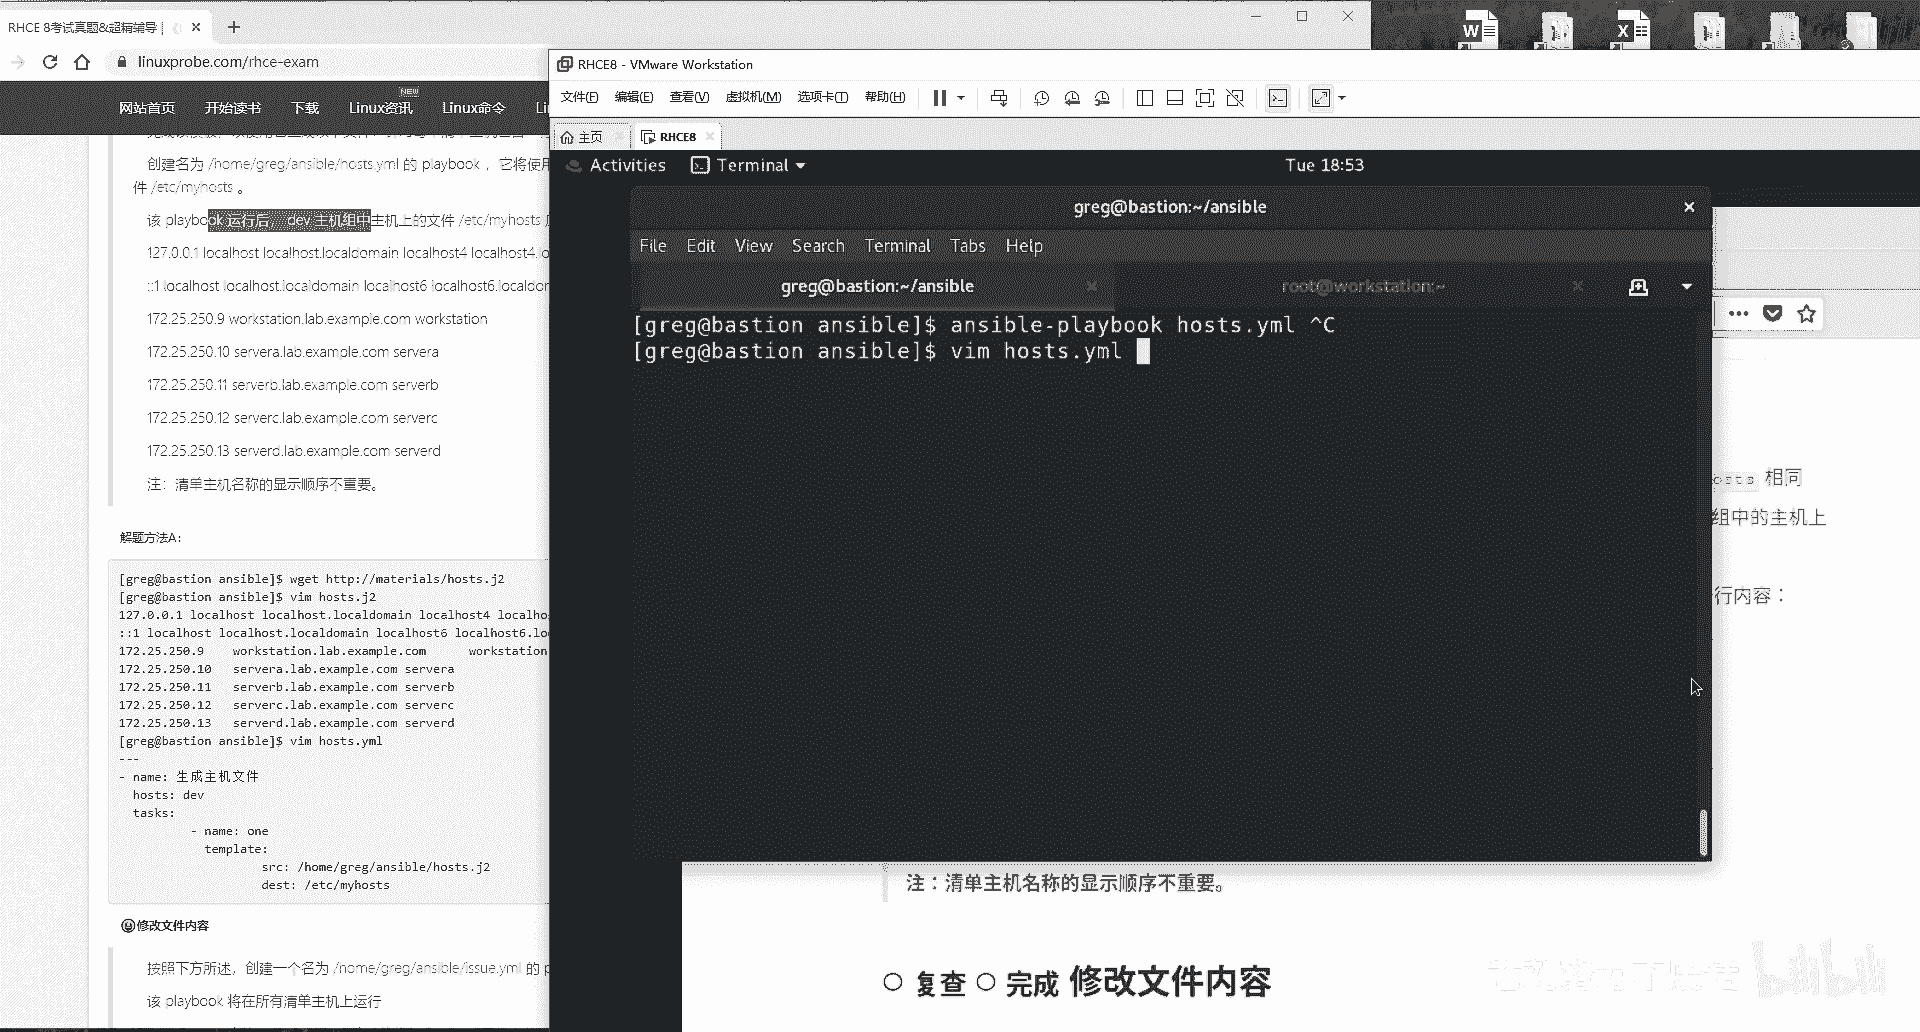 RHCE 8考试真题&超精辅导 |
linuxprobe.com/rhce-exam
网站首页 开始读书 下载 Linux资讯 NEW Linux命令
创建名为 /home/greg/ansible/hosts.yml 的 playbook ，它将使用
件 /etc/myhosts 。
该 playbook 运行后， dev 主机组中主机上的文件 /etc/myhosts
127.0.0.1 localhost localhost.localdomain localhost4 localhost4.lo
::1 localhost localhost.localdomain localhost6 localhost6.localdom
172.25.250.9 workstation.lab.example.com workstation
172.25.250.10 servera.lab.example.com servera
172.25.250.11 serverb.lab.example.com serverb
172.25.250.12 serverc.lab.example.com serverc
172.25.250.13 serverd.lab.example.com serverd
注：清单主机名称的显示顺序不重要。
解题方法A:
[greg@bastion ansible]$ wget http://materials/hosts.j2
[greg@bastion ansible]$ vim hosts.j2
127.0.0.1 localhost localhost.localdomain localhost4 localho
::1 localhost localhost.localdomain localhost6 localhost6.lo
172.25.250.9 workstation.lab.example.com workstation
172.25.250.10 servera.lab.example.com servera
172.25.250.11 serverb.lab.example.com serverb
172.25.250.12 serverc.lab.example.com serverc
172.25.250.13 serverd.lab.example.com serverd
[greg@bastion ansible]$ vim hosts.yml
---
- name: 生成主机文件
hosts: dev
tasks:
- name: one
template:
src: /home/greg/ansible/hosts.j2
dest: /etc/myhosts
修改文件内容
按照下方所述，创建一个名为 /home/greg/ansible/issue.yml 的 p
该 playbook 将在所有清单主机上运行
RHCE8 - VMware Workstation
文件(F) 编辑(E) 查看(V) 虚拟机(M) 选项卡(T) 帮助(H)
主页 RHCE8
Activities Terminal Tue 18:53
greg@bastion:~/ansible
File Edit View Search Terminal Tabs Help
greg@bastion:~/ansible root@workstation:~
[greg@bastion ansible]$ ansible-playbook hosts.yml ^C
[greg@bastion ansible]$ vim hosts.yml
osts 相同
组中的主机上
行内容：
注：清单主机名称的显示顺序不重要。
复查 完成 修改文件内容
bilibili